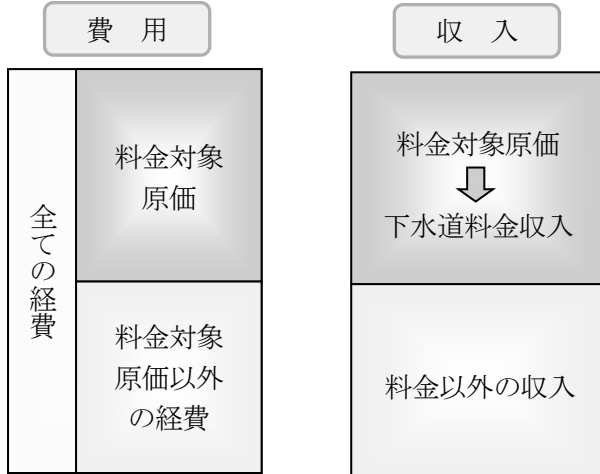 費 用
収 入
全ての経費
料金対象
原価
料金対象
原価以外
の経費
料金対象原価
下水道料金収入
料金以外の収入